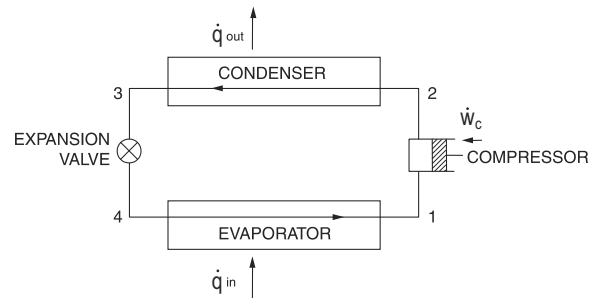 q̇ out
CONDENSER
3
2
ẇc
EXPANSION
VALVE
COMPRESSOR
4
1
EVAPORATOR
q̇ in